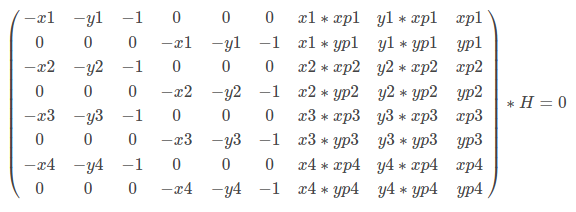 −x1 −y1 −1 0 0 0 x1 ∗ xp1 y1 ∗ xp1 xp1
0 0 0 −x1 −y1 −1 x1 ∗ yp1 y1 ∗ yp1 yp1
−x2 −y2 −1 0 0 0 x2 ∗ xp2 y2 ∗ xp2 xp2
0 0 0 −x2 −y2 −1 x2 ∗ yp2 y2 ∗ yp2 yp2
−x3 −y3 −1 0 0 0 x3 ∗ xp3 y3 ∗ xp3 xp3
0 0 0 −x3 −y3 −1 x3 ∗ yp3 y3 ∗ yp3 yp3
−x4 −y4 −1 0 0 0 x4 ∗ xp4 y4 ∗ xp4 xp4
0 0 0 −x4 −y4 −1 x4 ∗ yp4 y4 ∗ yp4 yp4
∗ H = 0